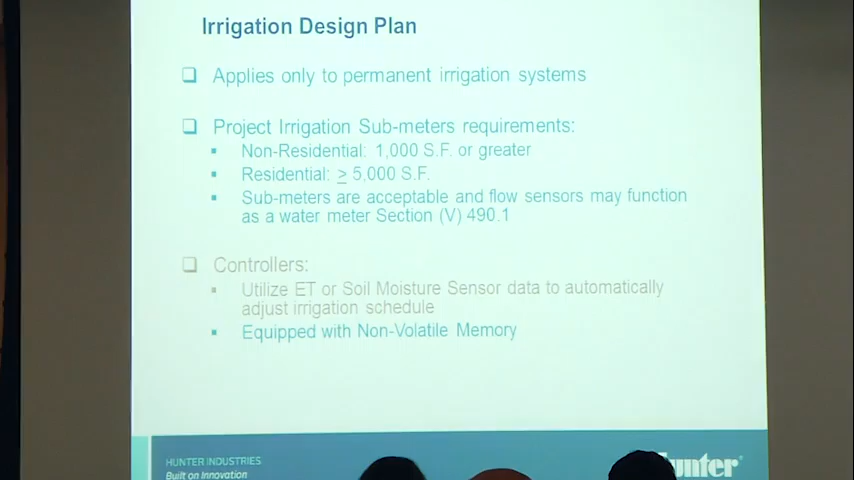 Irrigation Design Plan
❑ Applies only to permanent irrigation systems
❑ Project Irrigation Sub-meters requirements:
▪ Non-Residential: 1,000 S.F. or greater
▪ Residential: ≥ 5,000 S.F.
▪ Sub-meters are acceptable and flow sensors may function
as a water meter Section (V) 490.1
❑ Controllers:
▪ Utilize ET or Soil Moisture Sensor data to automatically
adjust irrigation schedule
▪ Equipped with Non-Volatile Memory
HUNTER INDUSTRIES
Built on Innovation
Hunter®